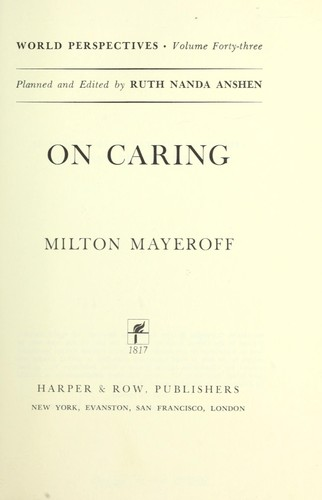 WORLD PERSPECTIVES • Volume Forty-three
Planned and Edited by RUTH NANDA ANSHEN
ON CARING
MILTON MAYEROFF
1817
HARPER & ROW, PUBLISHERS
NEW YORK, EVANSTON, SAN FRANCISCO, LONDON